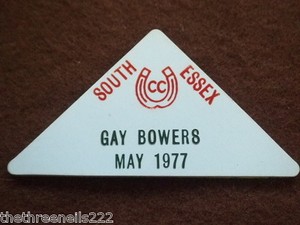 SOUTH ESSEX
CC
GAY BOWERS
MAY 1977
thethreenells222